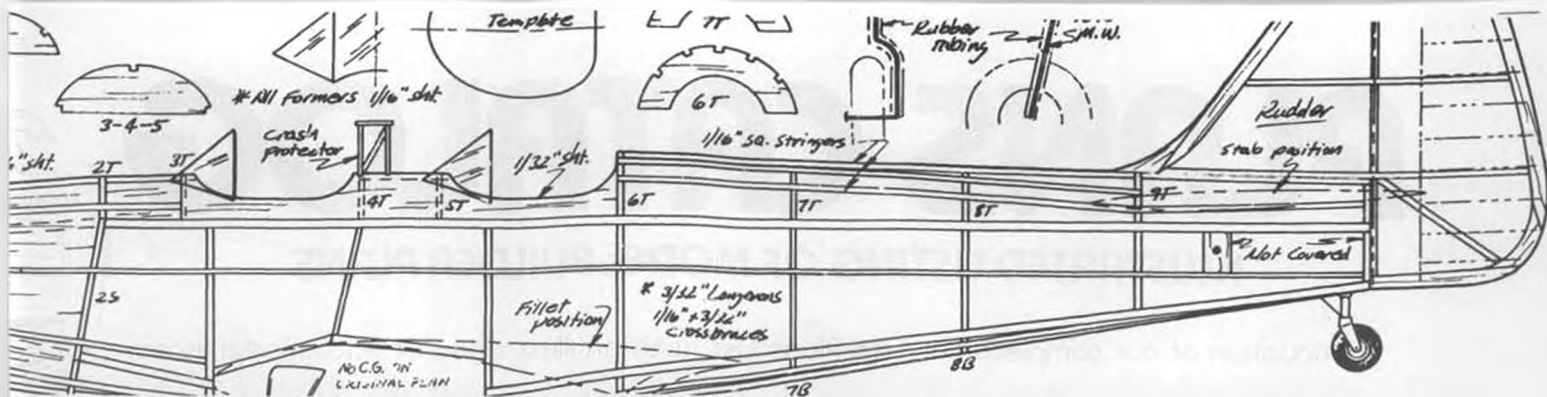 Template
7T
Rubber
Tubing
M.W.
* All Formers 1/16" sht.
3-4-5
6T
Crash
protector
1/16" sq. stringers
Rudder
Stab position
" sht.
2T
3T
1/32" sht.
4T
5T
6T
7T
8T
9T
Not Covered
2S
Fillet
position
* 3/32" Longerons
1/16" + 3/32"
crossbraces
NO C.G. ON
ORIGINAL PLAN
7B
8B